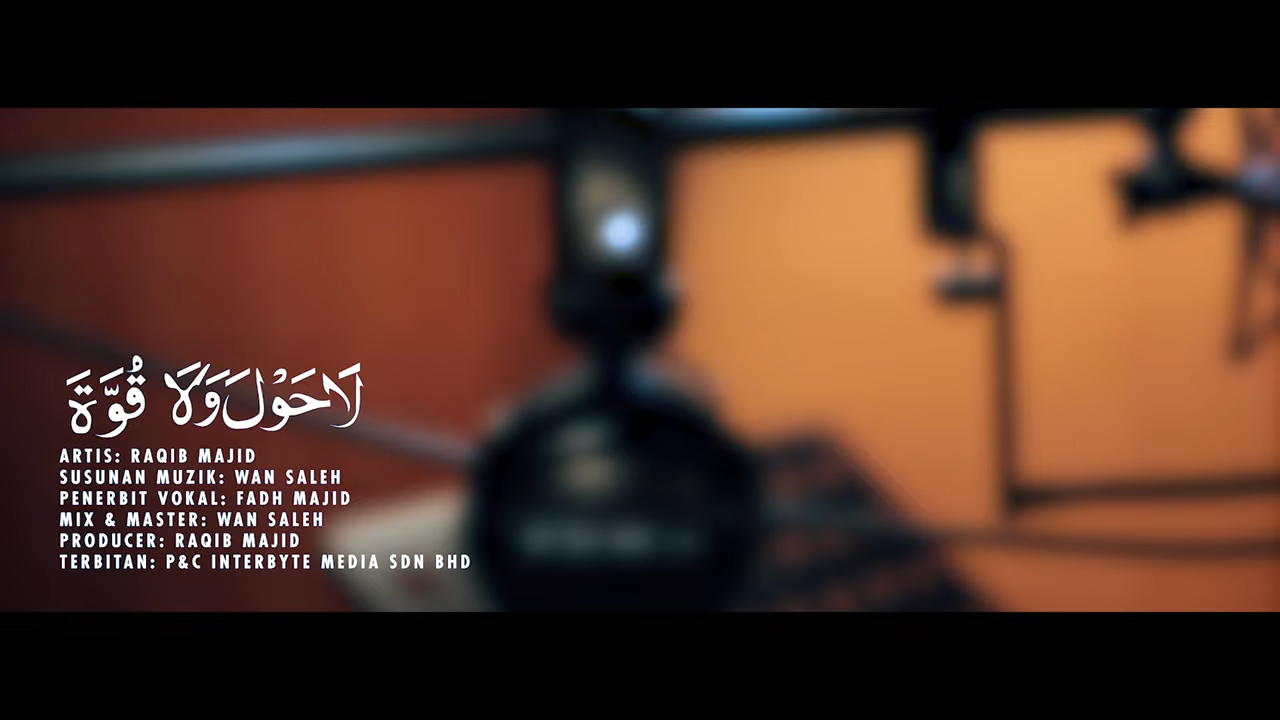 لَا حَوْلَ وَلَا قُوَّةَ
ARTIS: RAQIB MAJID
SUSUNAN MUZIK: WAN SALEH
PENERBIT VOKAL: FADH MAJID
MIX & MASTER: WAN SALEH
PRODUCER: RAQIB MAJID
TERBITAN: P&C INTERBYTE MEDIA SDN BHD